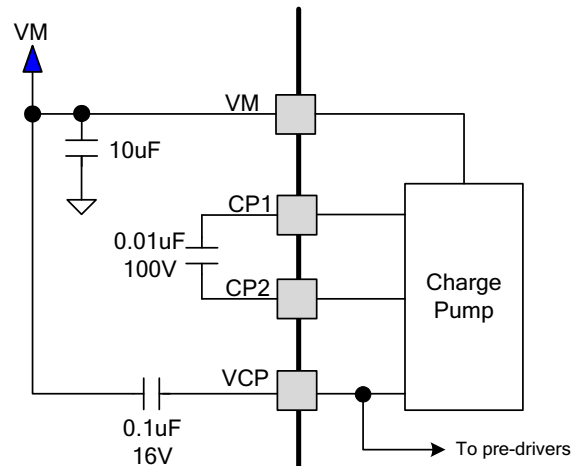 VM
VM
10uF
CP1
0.01uF
100V
CP2
Charge
Pump
VCP
0.1uF
16V
To pre-drivers